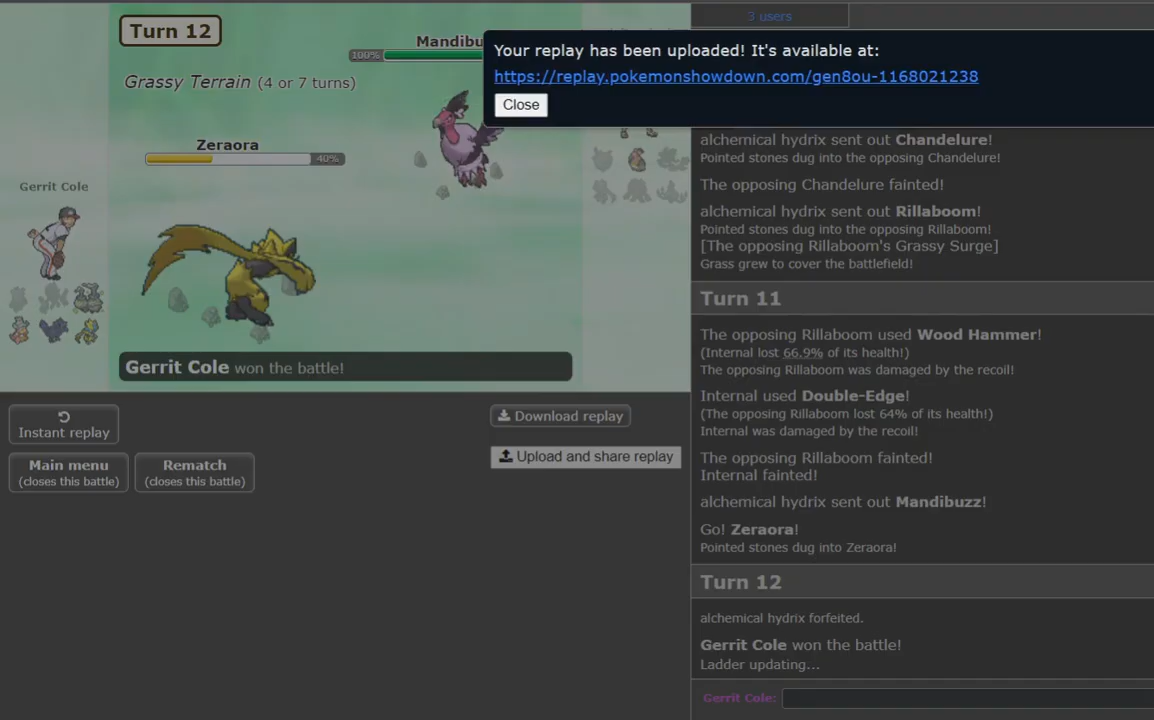 Turn 12
3 users
Your replay has been uploaded! It's available at:
https://replay.pokemonshowdown.com/gen8ou-1168021238
Close
Mandibu
100%
Grassy Terrain (4 or 7 turns)
Zeraora
40%
Gerrit Cole
Gerrit Cole won the battle!
Instant replay
Download replay
Upload and share replay
Main menu
(closes this battle)
Rematch
(closes this battle)
alchemical hydrix sent out Chandelure!
Pointed stones dug into the opposing Chandelure!
The opposing Chandelure fainted!
alchemical hydrix sent out Rillaboom!
Pointed stones dug into the opposing Rillaboom!
[The opposing Rillaboom's Grassy Surge]
Grass grew to cover the battlefield!
Turn 11
The opposing Rillaboom used Wood Hammer!
(Internal lost 66.9% of its health!)
The opposing Rillaboom was damaged by the recoil!
Internal used Double-Edge!
(The opposing Rillaboom lost 64% of its health!)
Internal was damaged by the recoil!
The opposing Rillaboom fainted!
Internal fainted!
alchemical hydrix sent out Mandibuzz!
Go! Zeraora!
Pointed stones dug into Zeraora!
Turn 12
alchemical hydrix forfeited.
Gerrit Cole won the battle!
Ladder updating...
Gerrit Cole: